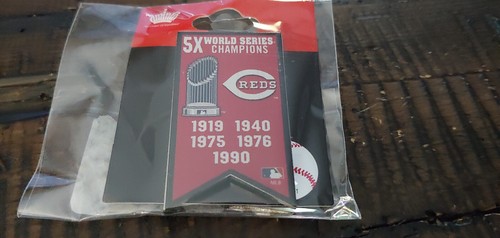 5X WORLD SERIES
CHAMPIONS
REDS
1919 1940
1975 1976
1990